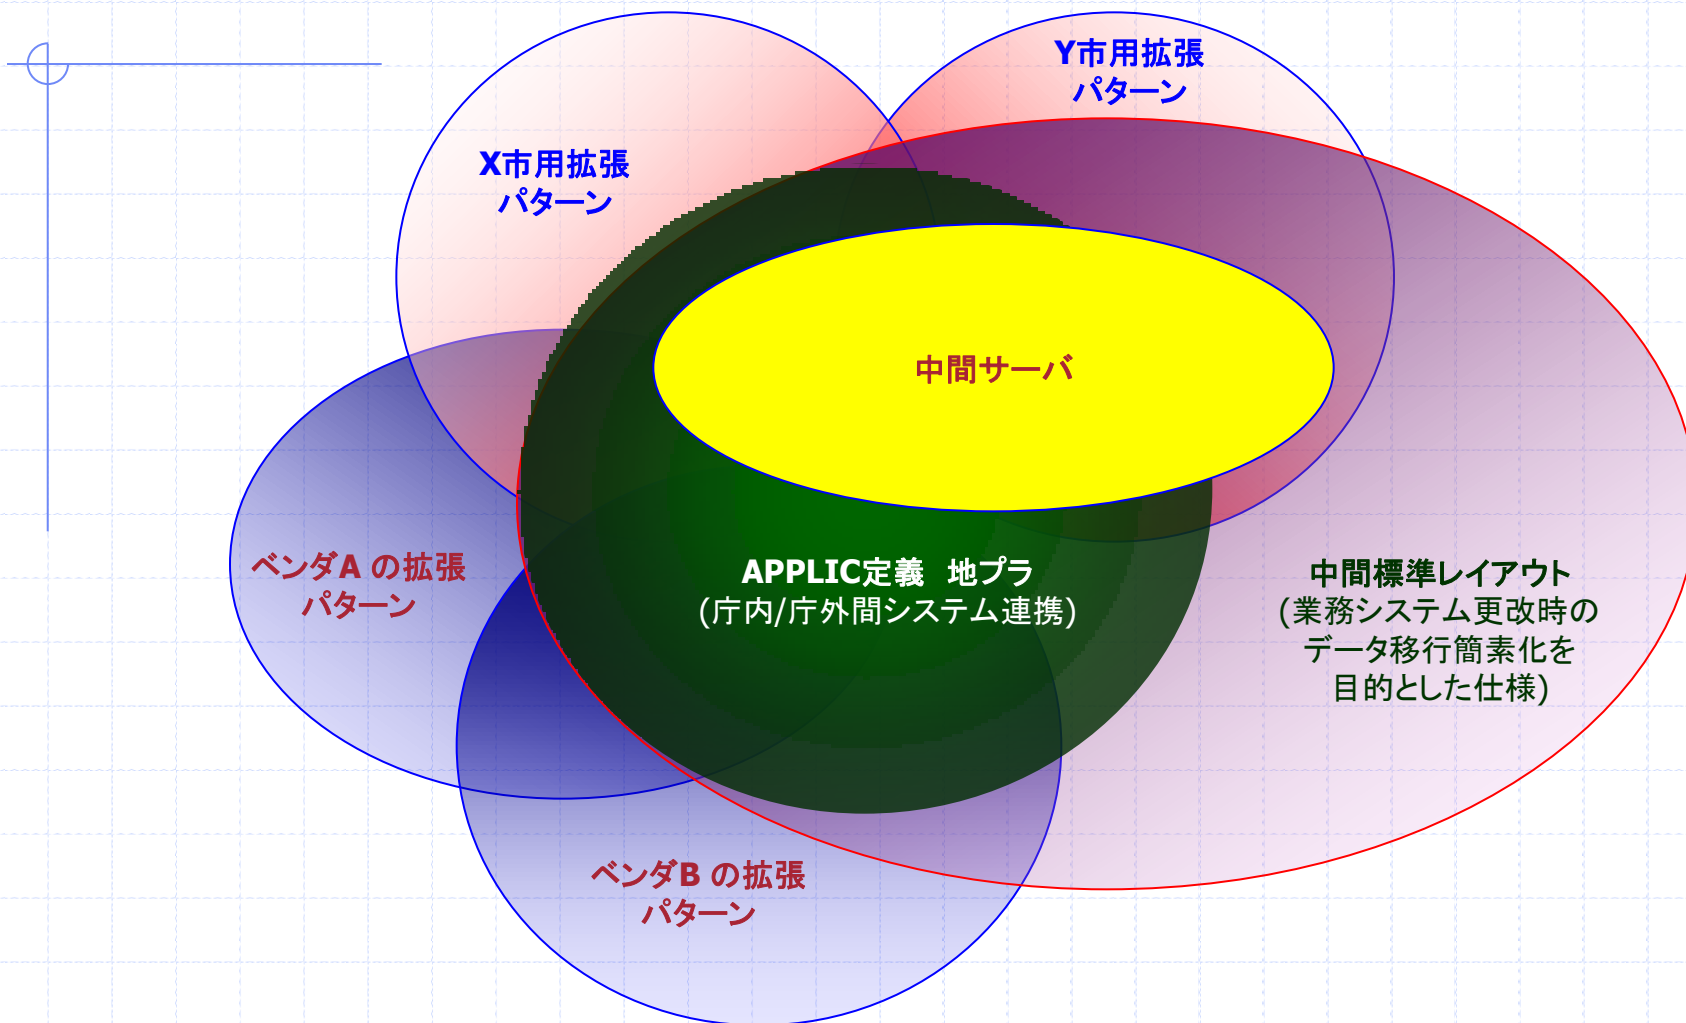 Y市用拡張
パターン
X市用拡張
パターン
中間サーバ
ベンダA の拡張
パターン
APPLIC定義　地プラ
(庁内/庁外間システム連携)
中間標準レイアウト
(業務システム更改時の
データ移行簡素化を
目的とした仕様)
ベンダB の拡張
パターン